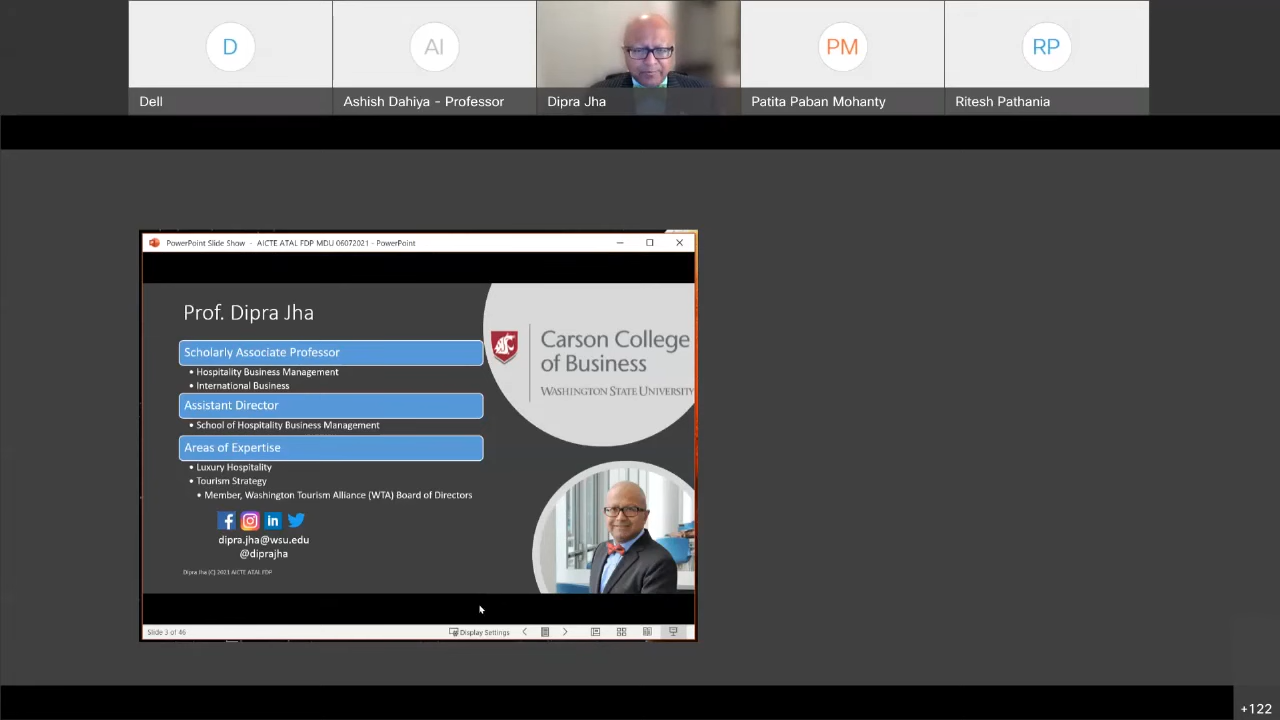 D
AI
PM
RP
Dell
Ashish Dahiya - Professor
Dipra Jha
Patita Paban Mohanty
Ritesh Pathania
PowerPoint Slide Show - AICTE ATAL FDP MDU 06072021 - PowerPoint
Prof. Dipra Jha
Scholarly Associate Professor
• Hospitality Business Management
• International Business
Assistant Director
• School of Hospitality Business Management
Areas of Expertise
• Luxury Hospitality
• Tourism Strategy
• Member, Washington Tourism Alliance (WTA) Board of Directors
dipra.jha@wsu.edu
@diprajha
Dipra Jha (C) 2021 AICTE ATAL FDP
Carson College
of Business
WASHINGTON STATE UNIVERSITY
Slide 3 of 46
Display Settings
+122